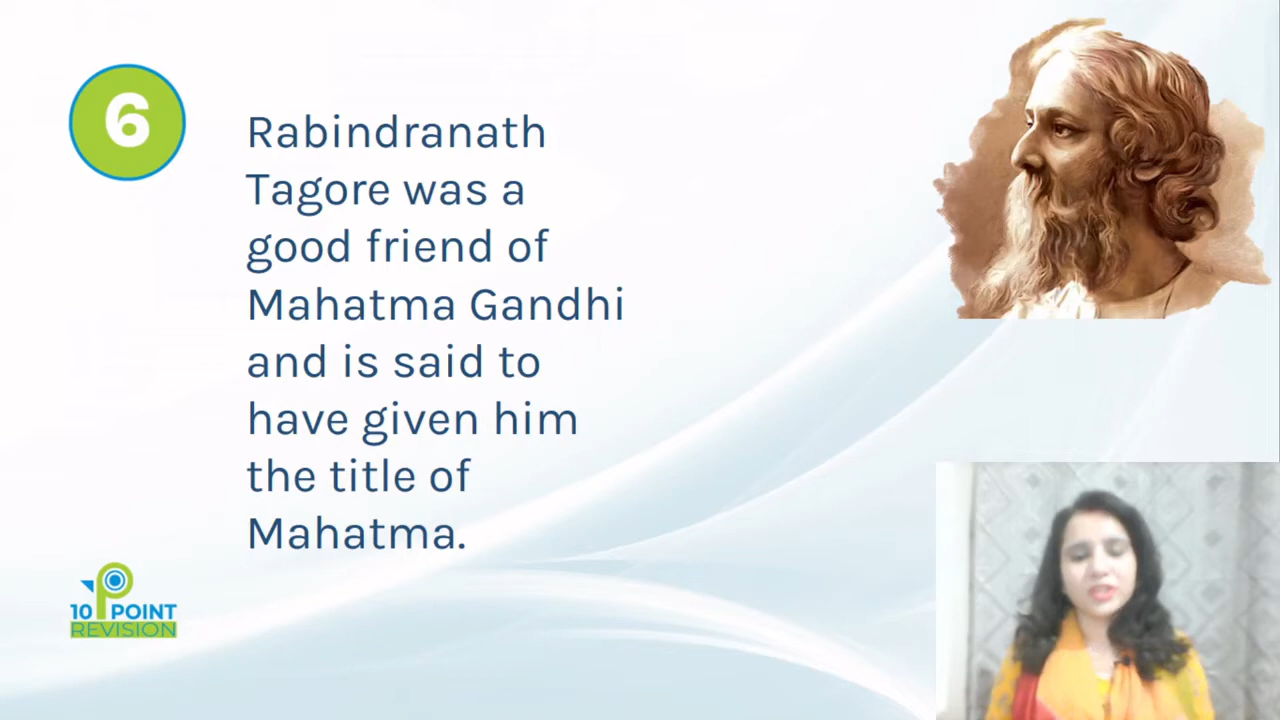 6
Rabindranath
Tagore was a
good friend of
Mahatma Gandhi
and is said to
have given him
the title of
Mahatma.
10 POINT
REVISION